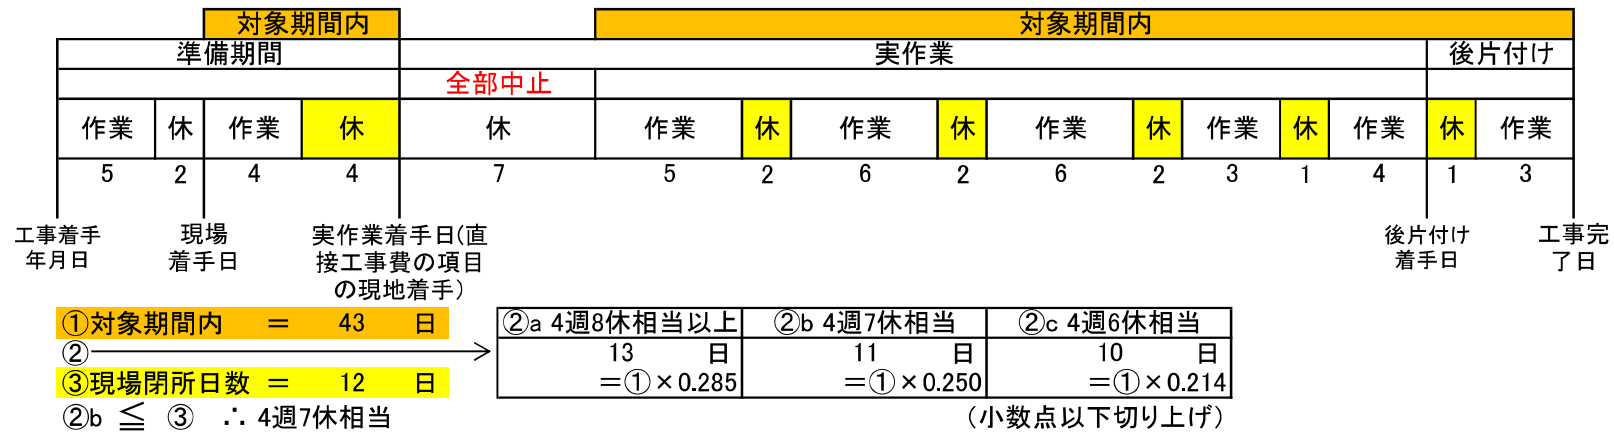 対象期間内 対象期間内
準備期間 実作業 後片付け
全部中止
作業 休 作業 休 休 作業 休 作業 休 作業 休 作業 休 作業 休 作業
5 2 4 4 7 5 2 6 2 6 2 3 1 4 1 3
工事着手
年月日
現場
着手日
実作業着手日(直
接工事費の項目
の現地着手)
後片付け
着手日
工事完
了日
①対象期間内 = 43 日
②
③現場閉所日数 = 12 日
②b ≦ ③ ∴ 4週7休相当
②a 4週8休相当以上 ②b 4週7休相当 ②c 4週6休相当
13 日 11 日 10 日
=①×0.285 =①×0.250 =①×0.214
(小数点以下切り上げ)